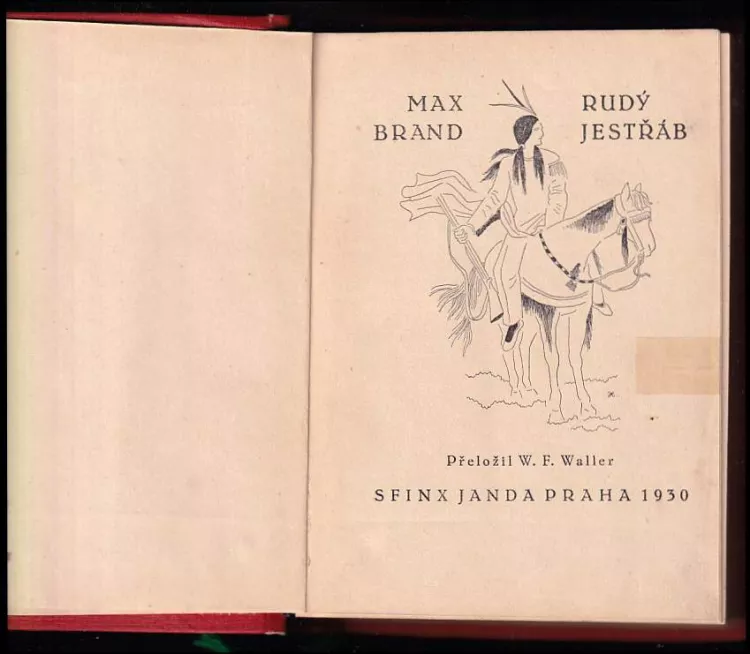 MAX
BRAND
RUDÝ
JESTŘÁB
Přeložil W. F. Waller
SFINX JANDA PRAHA 1930